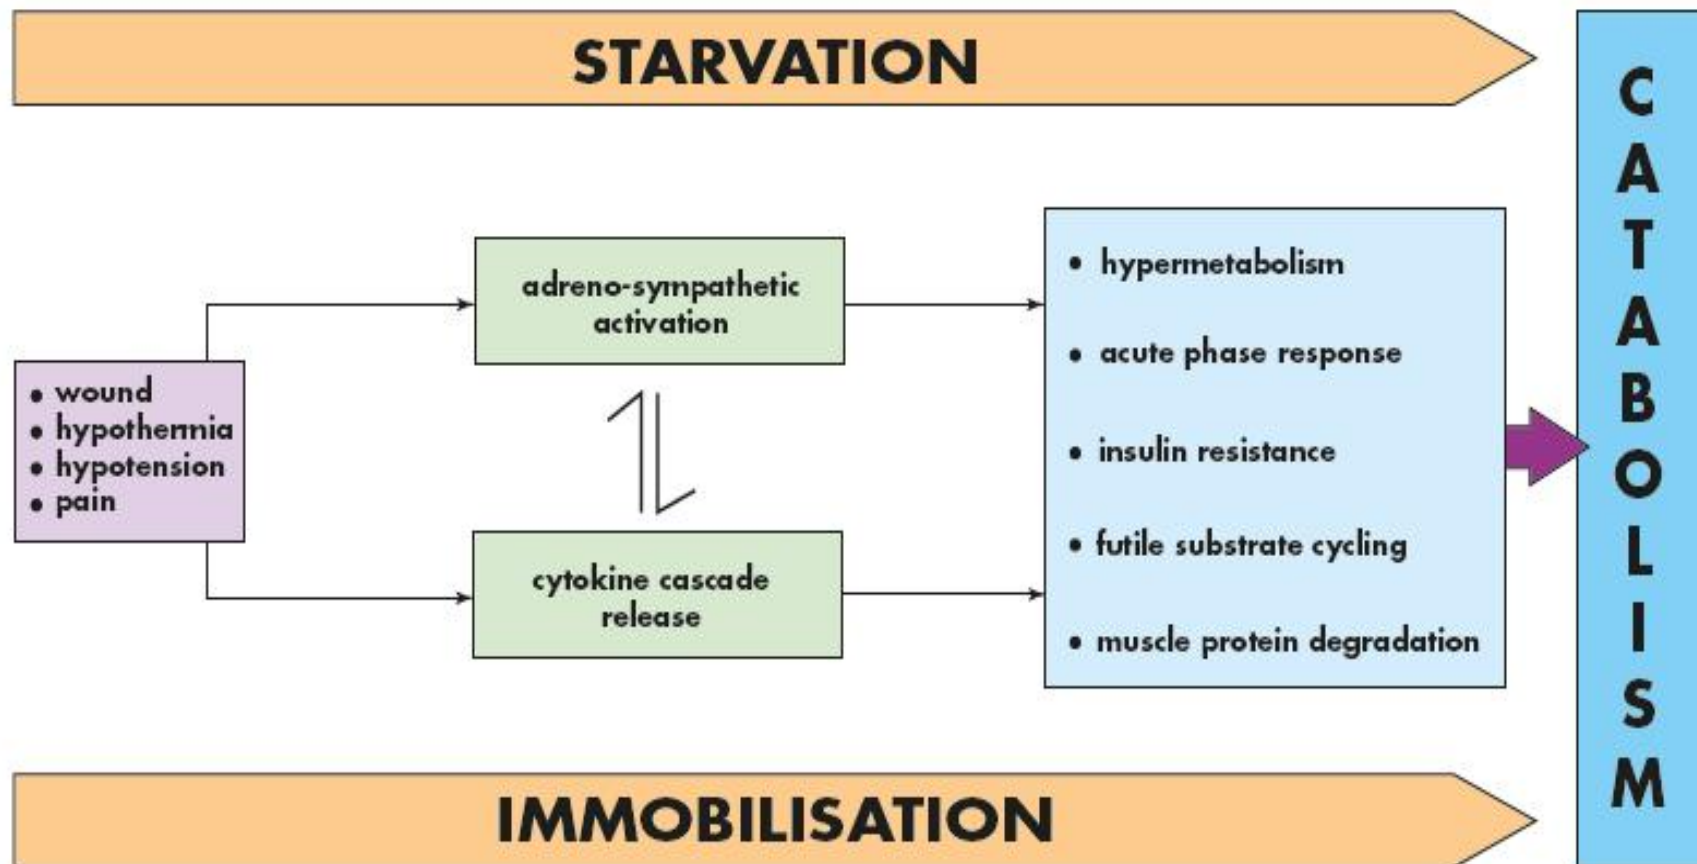 STARVATION
• wound
• hypothermia
• hypotension
• pain
adreno-sympathetic
activation
cytokine cascade
release
• hypermetabolism
• acute phase response
• insulin resistance
• futile substrate cycling
• muscle protein degradation
CATABOLISM
IMMOBILISATION